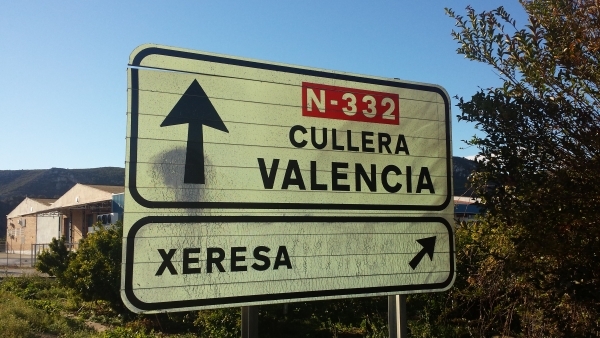 N-332
CULLERA
VALENCIA
XERESA